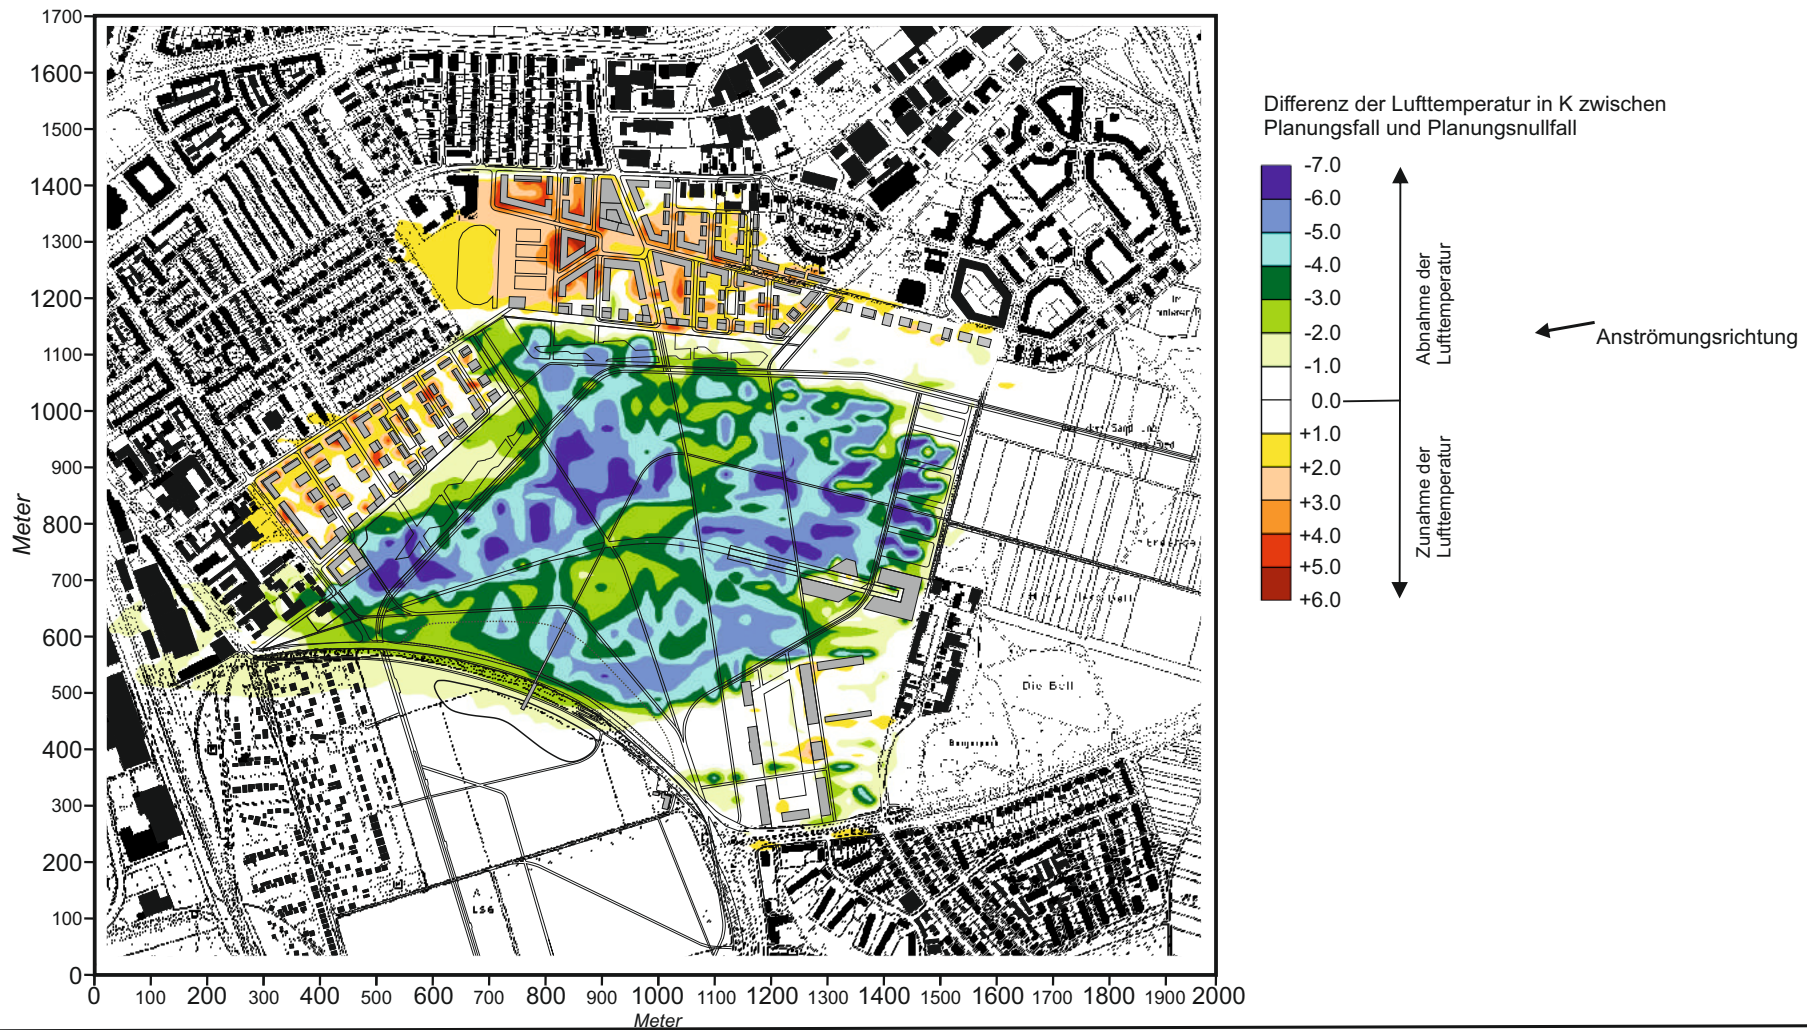 1700
1600
1500
1400
1300
1200
1100
1000
900
800
700
600
500
400
300
200
100
0
Meter
0 100 200 300 400 500 600 700 800 900 1000 1100 1200 1300 1400 1500 1600 1700 1800 1900 2000
Meter
Differenz der Lufttemperatur in K zwischen
Planungsfall und Planungsnullfall
-7.0
-6.0
-5.0
-4.0
-3.0
-2.0
-1.0
0.0
+1.0
+2.0
+3.0
+4.0
+5.0
+6.0
Abnahme der
Lufttemperatur
Zunahme der
Lufttemperatur
Anströmungsrichtung
Die Bell
LSG